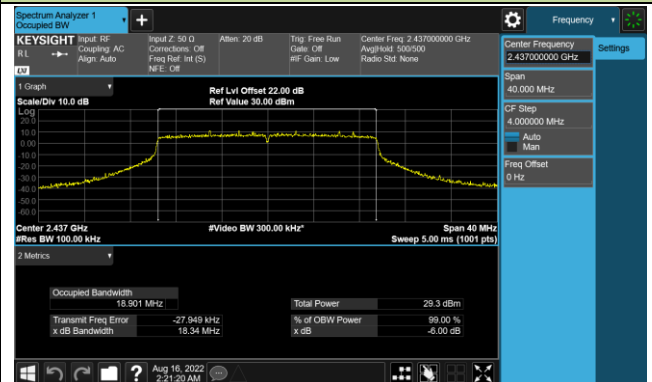 Spectrum Analyzer 1
Occupied BW
Frequency
KEYSIGHT
RL
LXI
Input: RF
Coupling: AC
Align: Auto
Input Z: 50 Ω
Corrections: Off
Freq Ref: Int (S)
NFE: Off
Atten: 20 dB
Trig: Free Run
Gate: Off
#IF Gain: Low
Center Freq: 2.437000000 GHz
Avg|Hold: 500/500
Radio Std: None
Center Frequency
2.437000000 GHz
Settings
Span
40.000 MHz
CF Step
4.000000 MHz
Auto
Man
Freq Offset
0 Hz
1 Graph
Scale/Div 10.0 dB
Ref Lvl Offset 22.00 dB
Ref Value 30.00 dBm
Log
20.0
10.0
0.00
-10.0
-20.0
-30.0
-40.0
-50.0
-60.0
Center 2.437 GHz
#Res BW 100.00 kHz
#Video BW 300.00 kHz*
Span 40 MHz
Sweep 5.00 ms (1001 pts)
2 Metrics
Occupied Bandwidth
18.901 MHz
Total Power 29.3 dBm
Transmit Freq Error -27.949 kHz
% of OBW Power 99.00 %
x dB Bandwidth 18.34 MHz
x dB -6.00 dB
Aug 16, 2022
2:21:20 AM